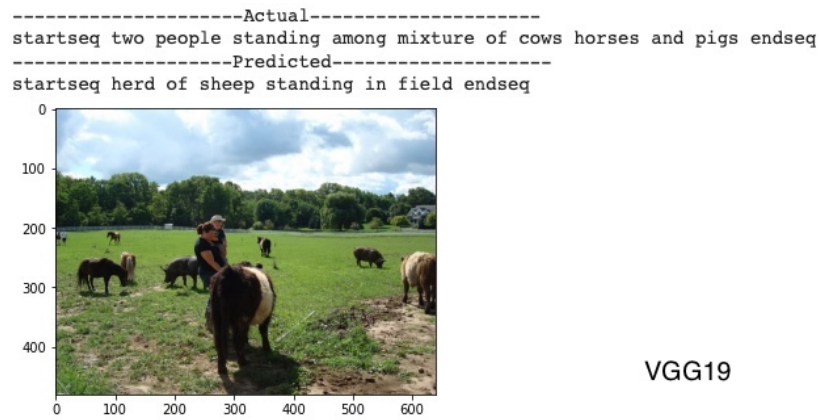 ---------------------Actual---------------------
startseq two people standing among mixture of cows horses and pigs endseq
--------------------Predicted--------------------
startseq herd of sheep standing in field endseq
0
100
200
300
400
0 100 200 300 400 500 600
VGG19